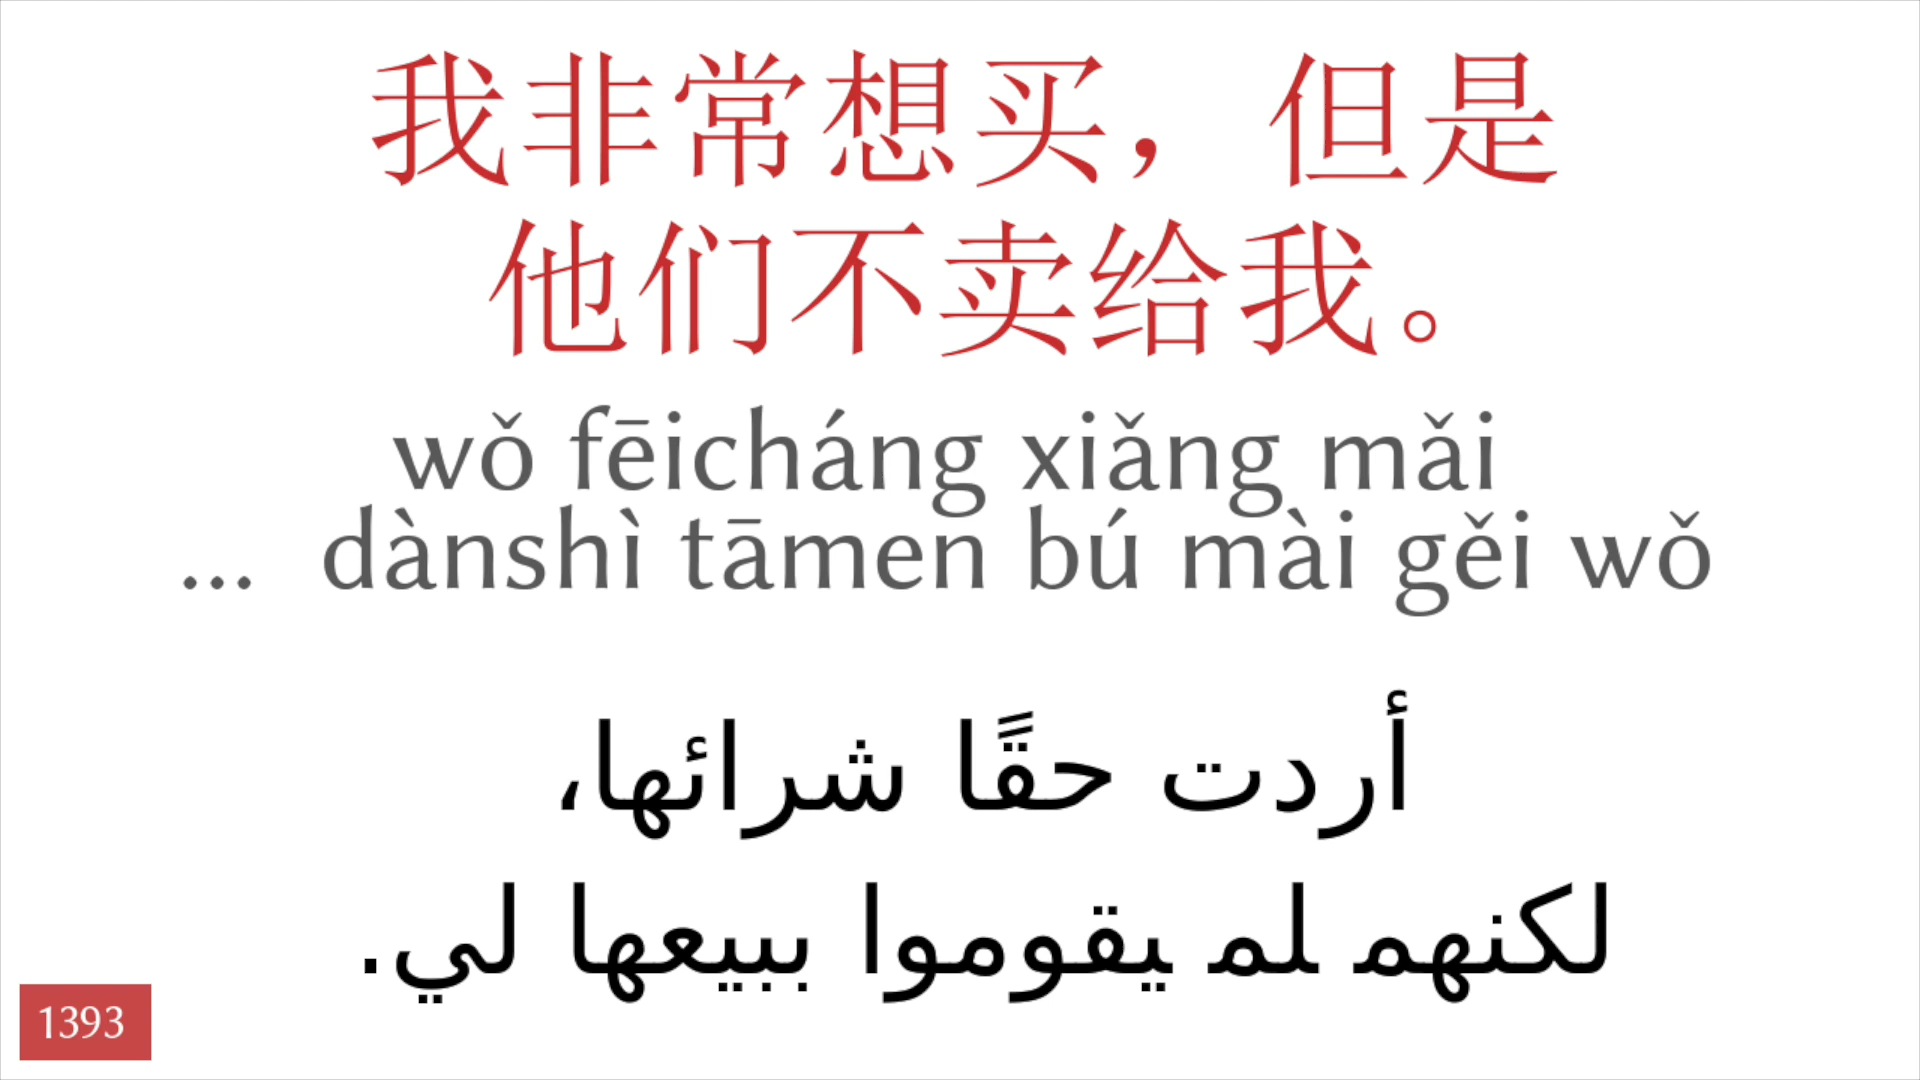 我非常想买，但是
他们不卖给我。
wǒ fēicháng xiǎng mǎi
... dànshì tāmen bú mài gěi wǒ
أردت حقًا شرائها،
لكنهم لم يقوموا ببيعها لي.
1393